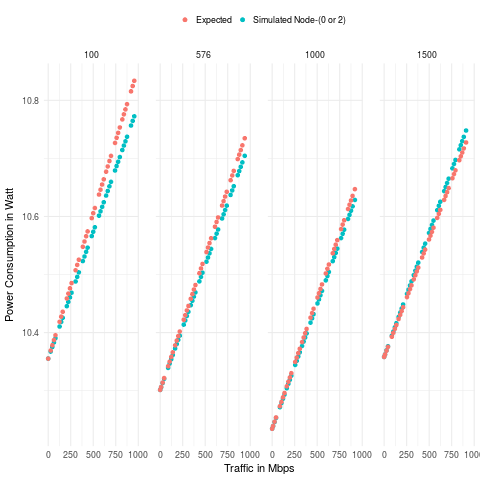 Expected Simulated Node-(0 or 2)
100 576 1000 1500
Power Consumption in Watt
10.8
10.6
10.4
0 250 500 750 1000 0 250 500 750 1000 0 250 500 750 1000 0 250 500 750 100
Traffic in Mbps